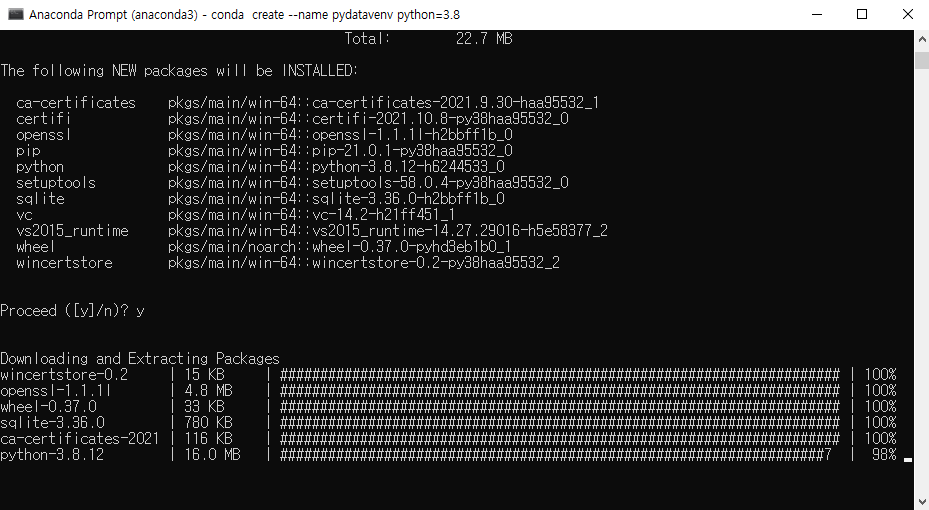 Anaconda Prompt (anaconda3) - conda  create --name pydatavenv python=3.8
Total:        22.7 MB
The following NEW packages will be INSTALLED:
ca-certificates    pkgs/main/win-64::ca-certificates-2021.9.30-haa95532_1
certifi            pkgs/main/win-64::certifi-2021.10.8-py38haa95532_0
openssl            pkgs/main/win-64::openssl-1.1.1l-h2bbff1b_0
pip                pkgs/main/win-64::pip-21.0.1-py38haa95532_0
python             pkgs/main/win-64::python-3.8.12-h6244533_0
setuptools         pkgs/main/win-64::setuptools-58.0.4-py38haa95532_0
sqlite             pkgs/main/win-64::sqlite-3.36.0-h2bbff1b_0
vc                 pkgs/main/win-64::vc-14.2-h21ff451_1
vs2015_runtime     pkgs/main/win-64::vs2015_runtime-14.27.29016-h5e58377_2
wheel              pkgs/main/noarch::wheel-0.37.0-pyhd3eb1b0_1
wincertstore       pkgs/main/win-64::wincertstore-0.2-py38haa95532_2
Proceed ([y]/n)? y
Downloading and Extracting Packages
wincertstore-0.2     | 15 KB     | ###################################################################### | 100%
openssl-1.1.1l       | 4.8 MB    | ###################################################################### | 100%
wheel-0.37.0         | 33 KB     | ###################################################################### | 100%
sqlite-3.36.0        | 780 KB    | ###################################################################### | 100%
ca-certificates-2021 | 116 KB    | ###################################################################### | 100%
python-3.8.12        | 16.0 MB   | ####################################################################7  |  98%